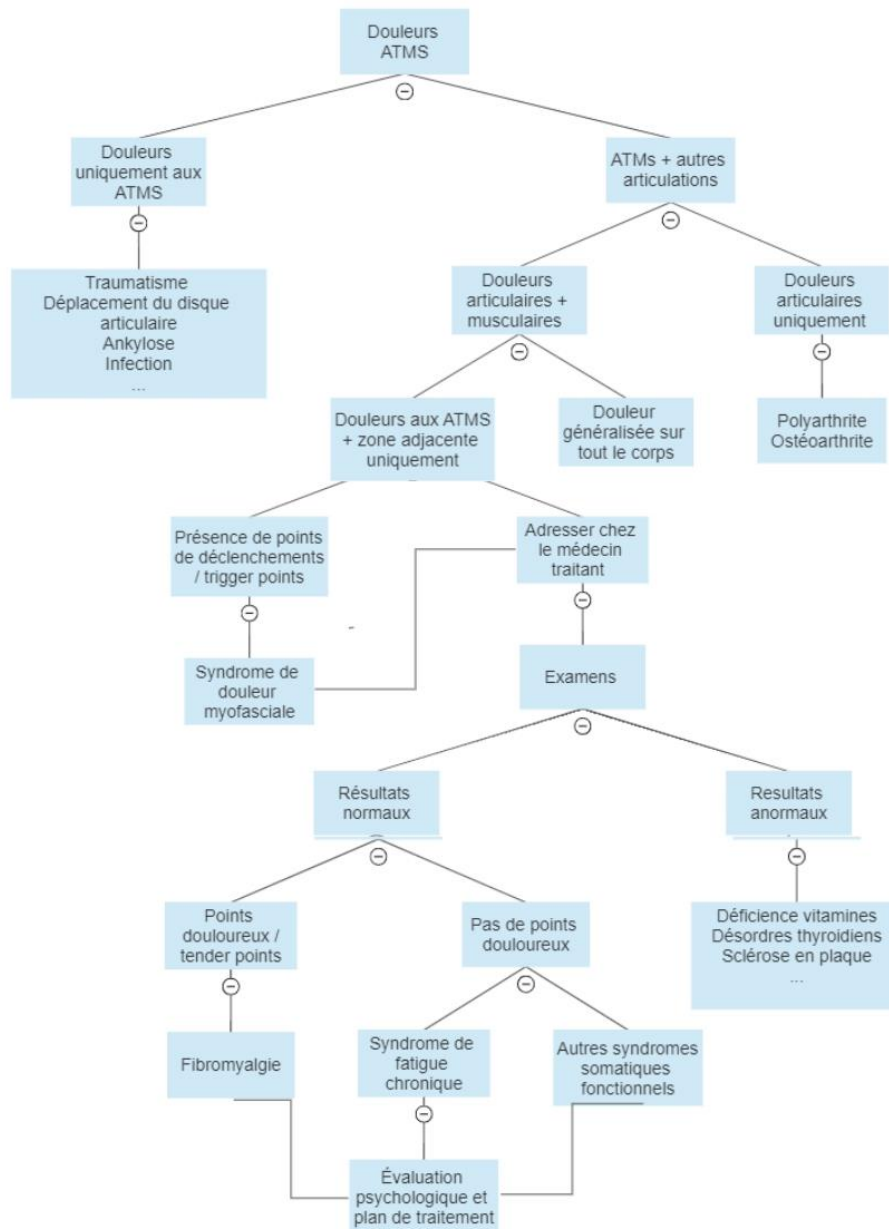 Douleurs
ATMS
Douleurs
uniquement aux
ATMS
ATMs + autres
articulations
Traumatisme
Déplacement du disque
articulaire
Ankylose
Infection
...
Douleurs
articulaires +
musculaires
Douleurs
articulaires
uniquement
Douleurs aux ATMS
+ zone adjacente
uniquement
Douleur
généralisée sur
tout le corps
Polyarthrite
Ostéoarthrite
Présence de points
de déclenchements
/ trigger points
Adresser chez
le médecin
traitant
Syndrome de
douleur
myofasciale
Examens
Résultats
normaux
Resultats
anormaux
Points
douloureux /
tender points
Pas de points
douloureux
Déficience vitamines
Désordres thyroidiens
Sclérose en plaque
...
Fibromyalgie
Syndrome de
fatigue
chronique
Autres syndromes
somatiques
fonctionnels
Évaluation
psychologique et
plan de traitement